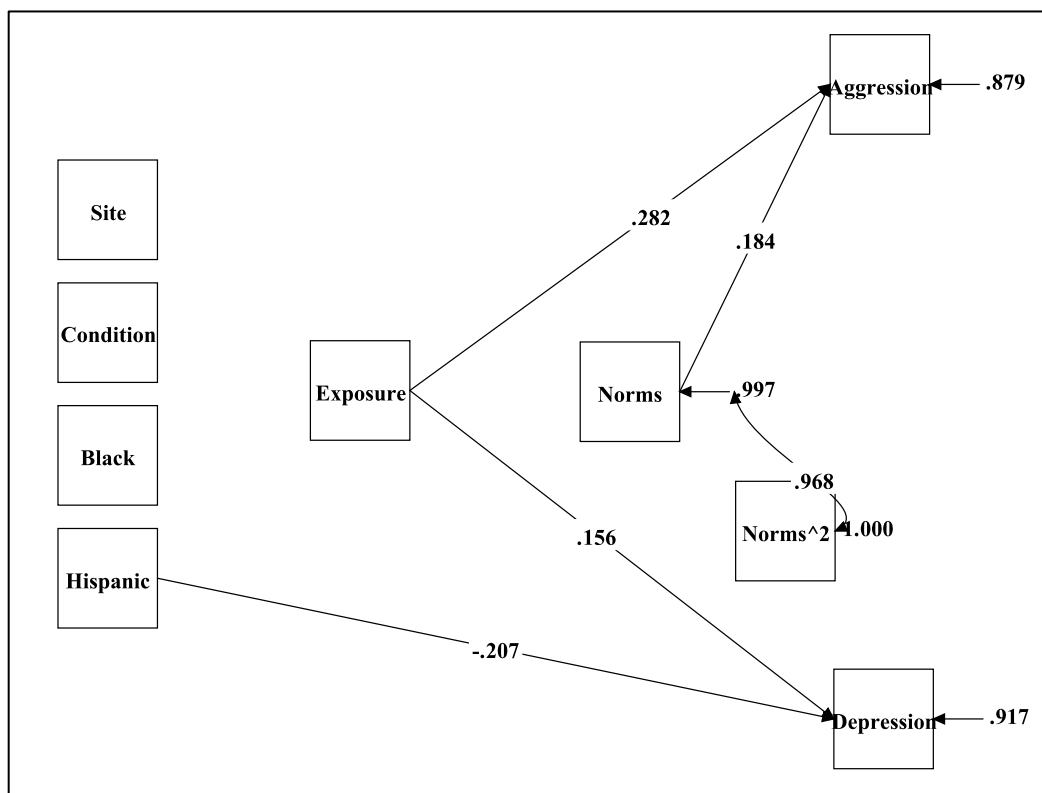 Aggression
.879
Site
.282
.184
Condition
Exposure
Norms
.997
Black
.968
Norms^2
1.000
.156
Hispanic
-.207
Depression
.917